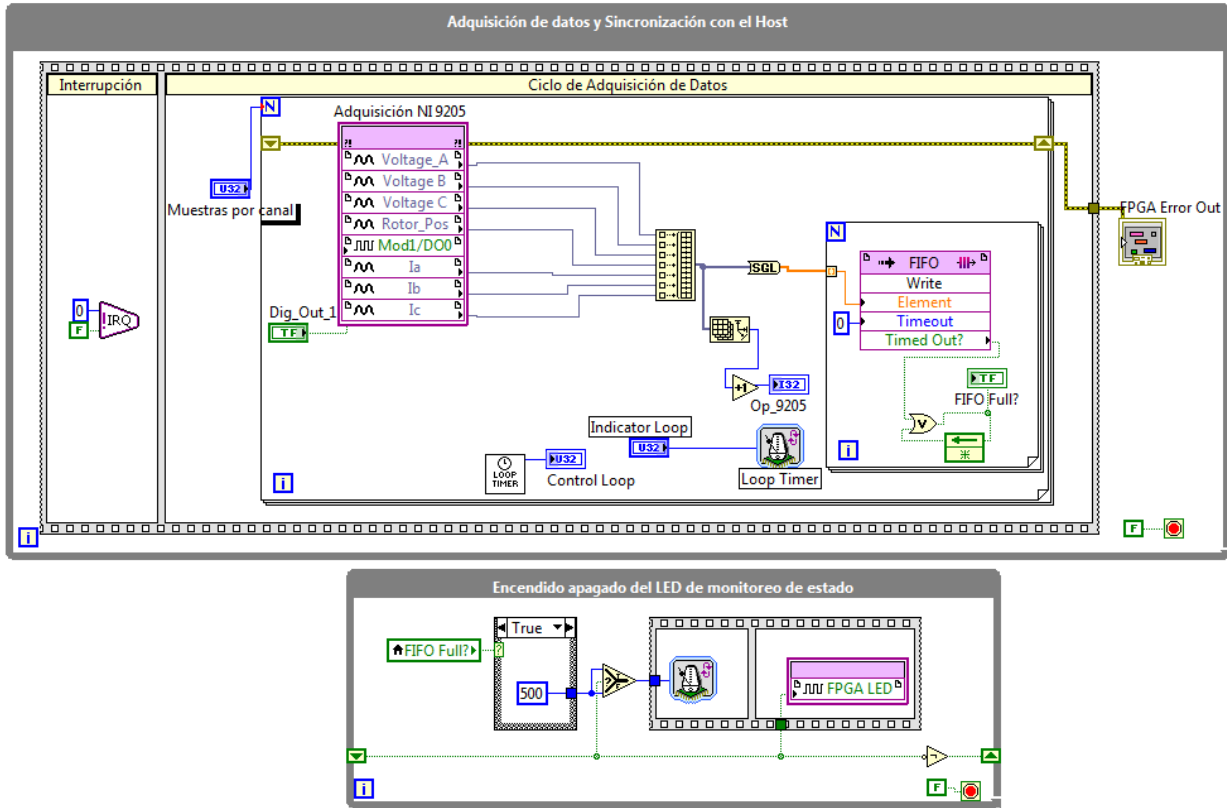 Adquisición de datos y Sincronización con el Host
Interrupción
Ciclo de Adquisición de Datos
N
Adquisición NI 9205
Voltage_A
Voltage B
Voltage C
Rotor_Pos
Mod1/DO0
Ia
Ib
Ic
U32
Muestras por canal
Dig_Out_1
TF
0
F
IRQ
SGL
+1
I32
Op_9205
Indicator Loop
U32
Loop Timer
LOOP
TIMER
U32
Control Loop
N
FIFO
Write
Element
0
Timeout
Timed Out?
TF
FIFO Full?
V
i
i
i
FPGA Error Out
F
Encendido apagado del LED de monitoreo de estado
True
FIFO Full?
?
500
?
FPGA LED
i
F